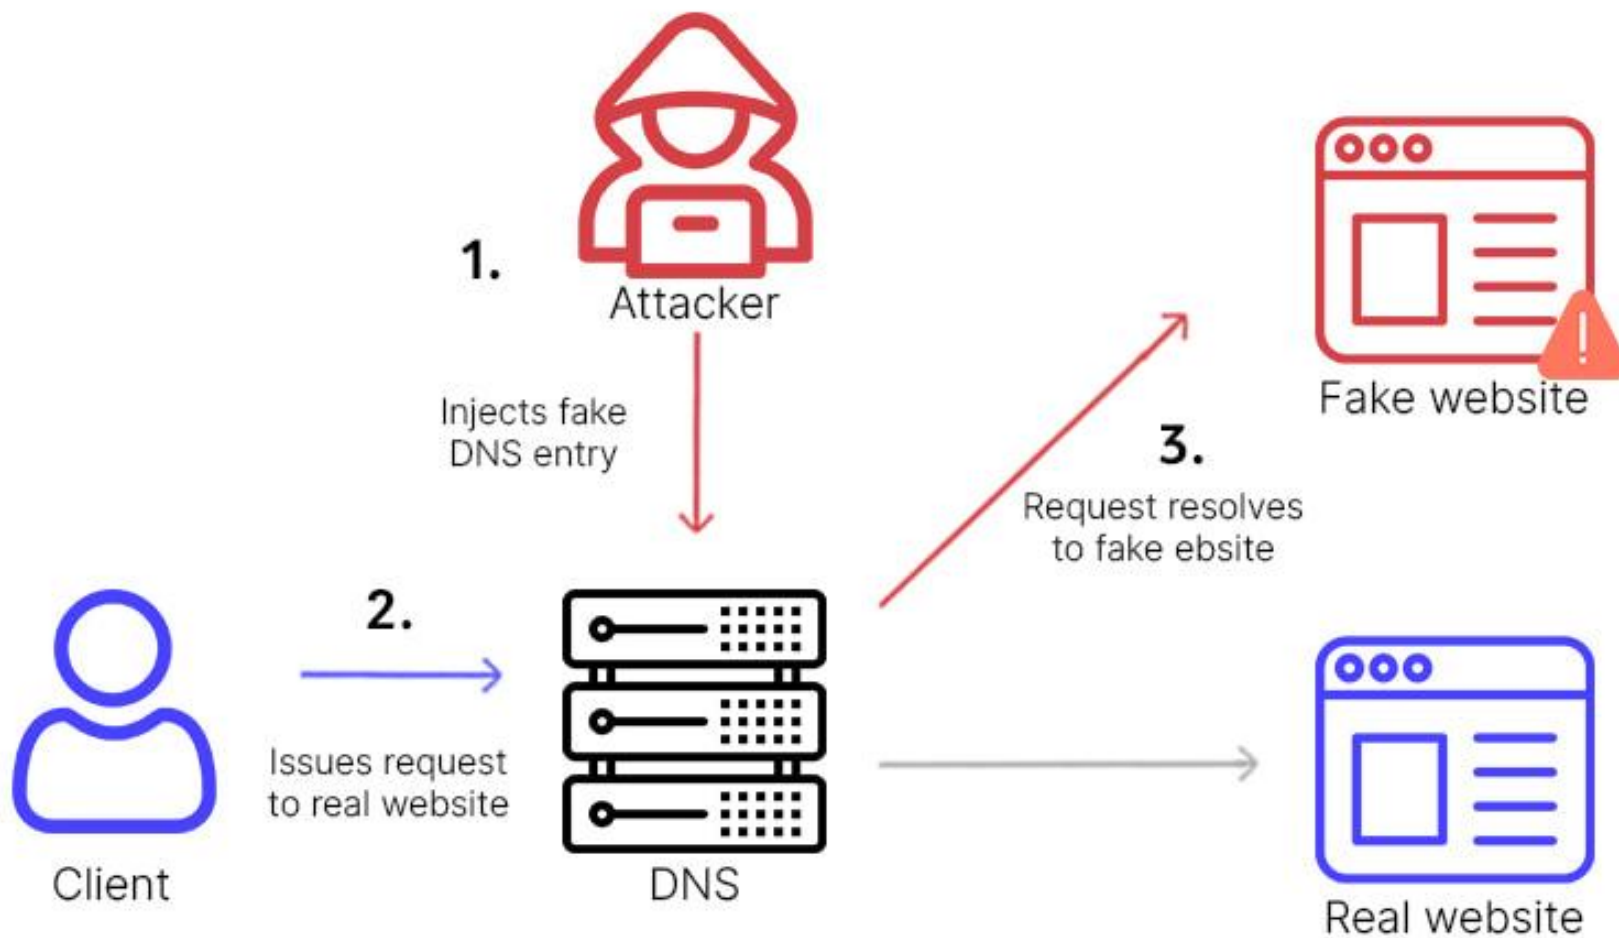 1.
Attacker
Injects fake
DNS entry
Fake website
3.
Request resolves
to fake ebsite
2.
Issues request
to real website
Client
DNS
Real website